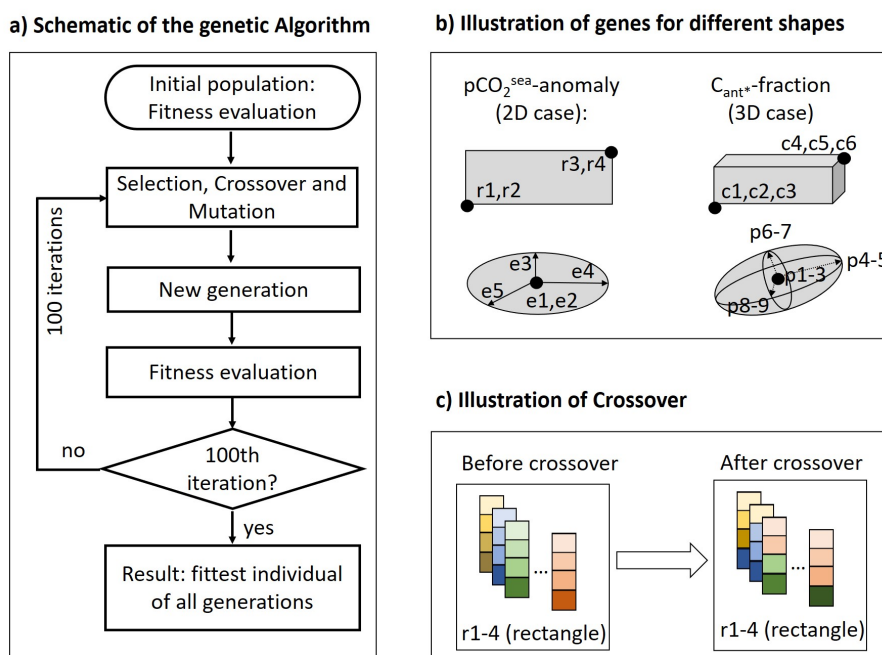 a) Schematic of the genetic Algorithm
Initial population:
Fitness evaluation
Selection, Crossover and
Mutation
100 iterations
New generation
Fitness evaluation
100th
iteration?
no
yes
Result: fittest individual
of all generations
b) Illustration of genes for different shapes
pCO₂ˢᵉᵃ-anomaly
(2D case):
r3,r4
r1,r2
e3
e4
e5
e1,e2
Cₐₙₜ*-fraction
(3D case)
c4,c5,c6
c1,c2,c3
p6-7
p4-5
p1-3
p8-9
c) Illustration of Crossover
Before crossover
...
r1-4 (rectangle)
After crossover
...
r1-4 (rectangle)